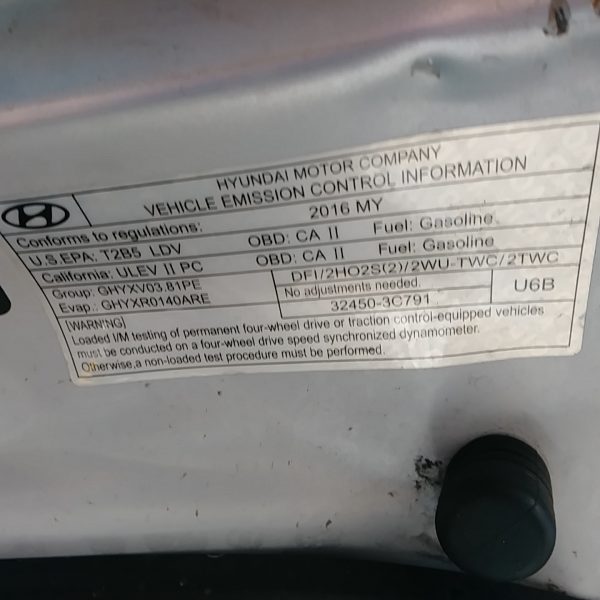 HYUNDAI MOTOR COMPANY
VEHICLE EMISSION CONTROL INFORMATION
Conforms to regulations: 2016 MY
U.S.EPA: T2B5 LDV OBD: CA II Fuel: Gasoline
California: ULEV II PC OBD: CA II Fuel: Gasoline
Group: GHYXV03.81PE DFI/2HO2S(2)/2WU-TWC/2TWC
Evap.: GHYXR0140ARE No adjustments needed. U6B
32450-3C791
[WARNING]
Loaded I/M testing of permanent four-wheel drive or traction control-equipped vehicles
must be conducted on a four-wheel drive speed synchronized dynamometer.
Otherwise,a non-loaded test procedure must be performed.